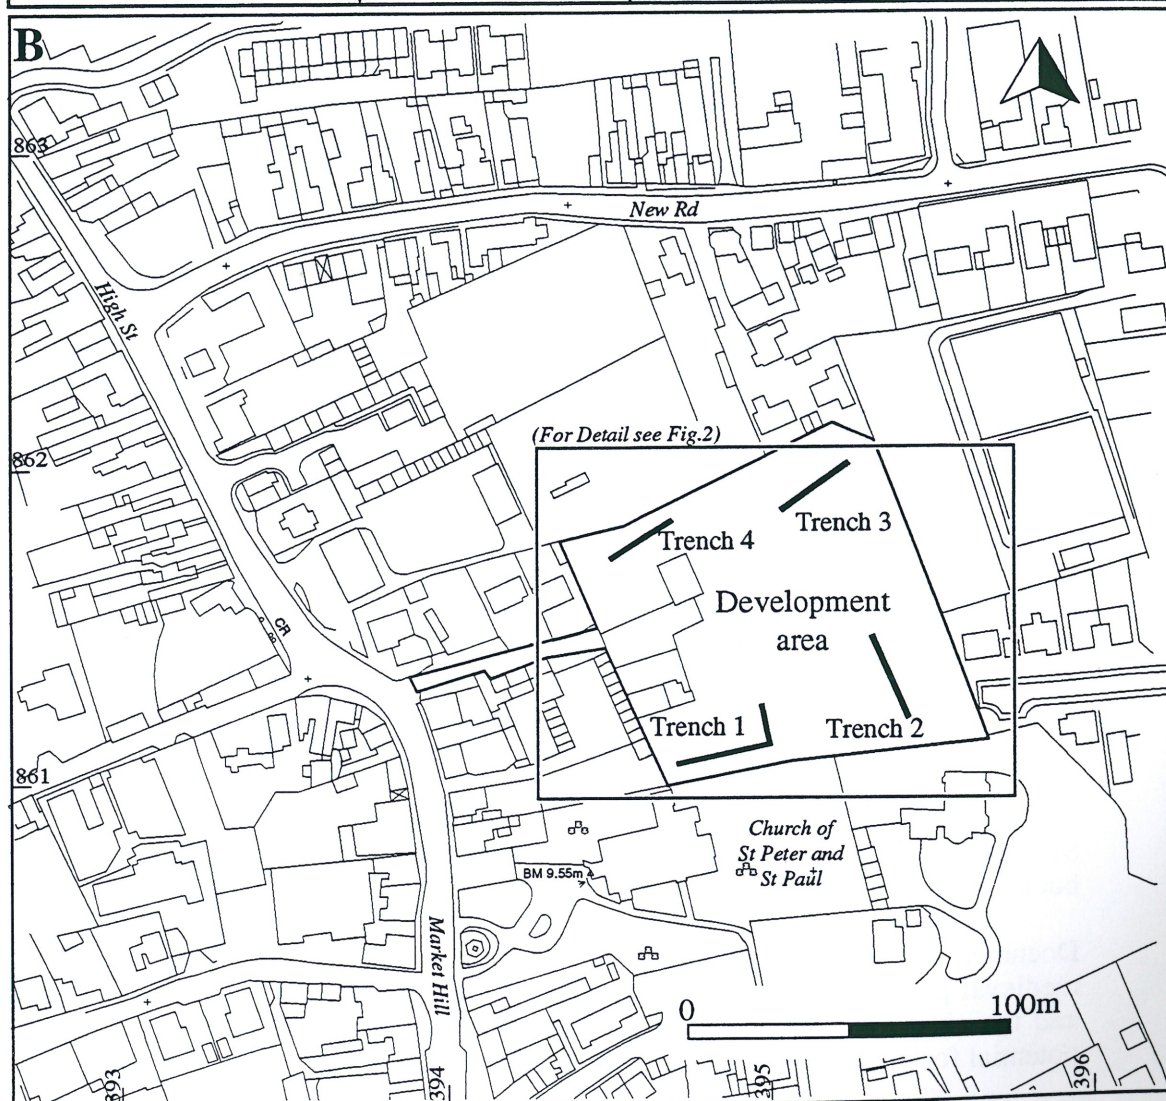 B
863
New Rd
High St
(For Detail see Fig.2)
862
Trench 3
Trench 4
Development
area
CR
Trench 1
Trench 2
861
Church of
St Peter and
St Paul
BM 9.55m
Market Hill
0
100m
393
394
395
396